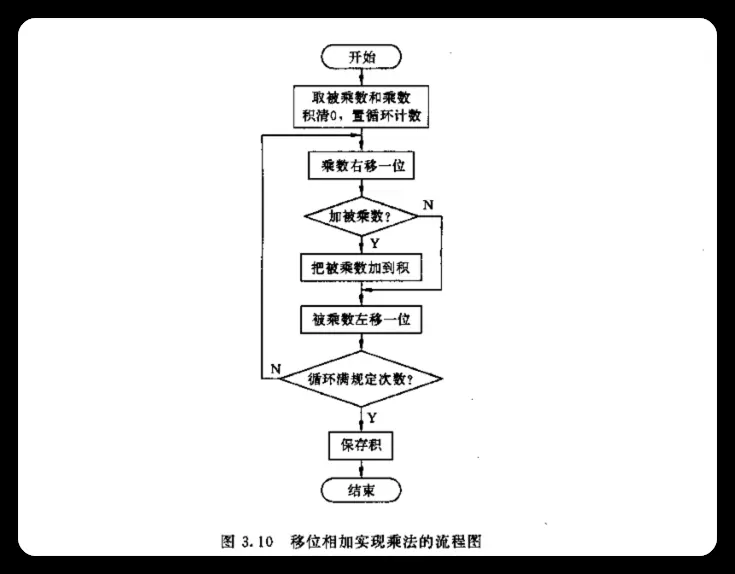 开始
取被乘数和乘数
积清0，置循环计数
乘数右移一位
加被乘数?
N
Y
把被乘数加到积
被乘数左移一位
循环满规定次数?
N
Y
保存积
结束
图 3.10 移位相加实现乘法的流程图